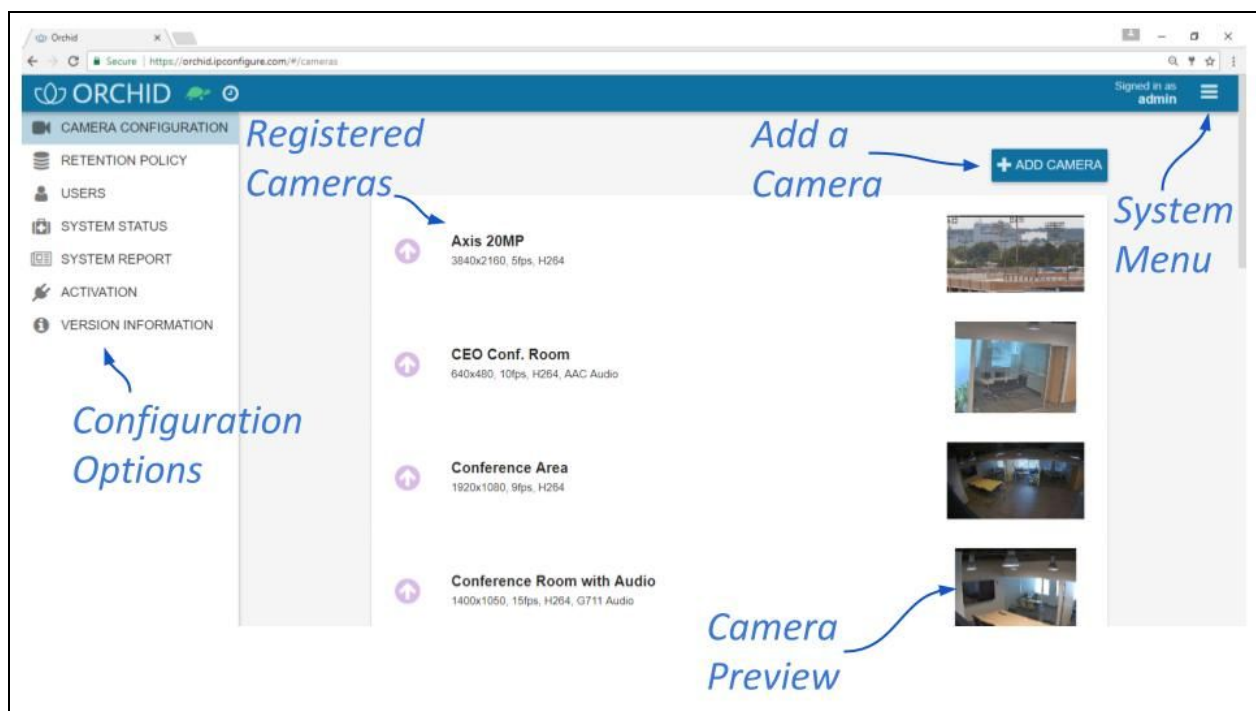 Orchid
Secure | https://orchid.ipconfigure.com/#/cameras
ORCHID
Signed in as
admin
CAMERA CONFIGURATION
RETENTION POLICY
USERS
SYSTEM STATUS
SYSTEM REPORT
ACTIVATION
VERSION INFORMATION
Configuration
Options
Registered
Cameras
Add a
Camera
+ ADD CAMERA
System
Menu
Axis 20MP
3840x2160, 5fps, H264
CEO Conf. Room
640x480, 10fps, H264, AAC Audio
Conference Area
1920x1080, 9fps, H264
Conference Room with Audio
1400x1050, 15fps, H264, G711 Audio
Camera
Preview